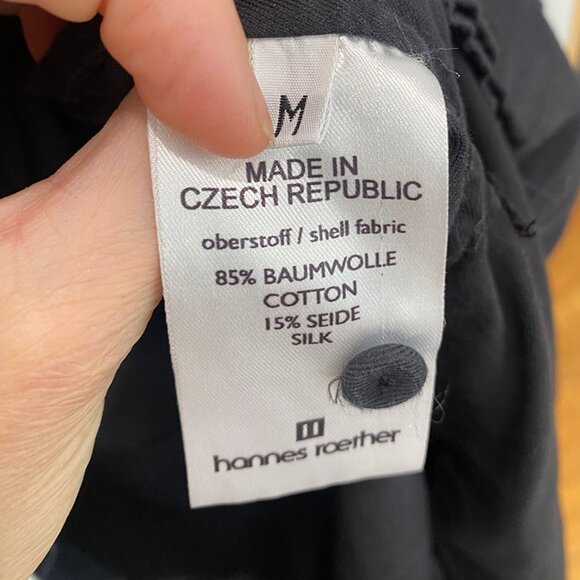 M
MADE IN
CZECH REPUBLIC
oberstoff / shell fabric
85% BAUMWOLLE
COTTON
15% SEIDE
SILK
hannes roether